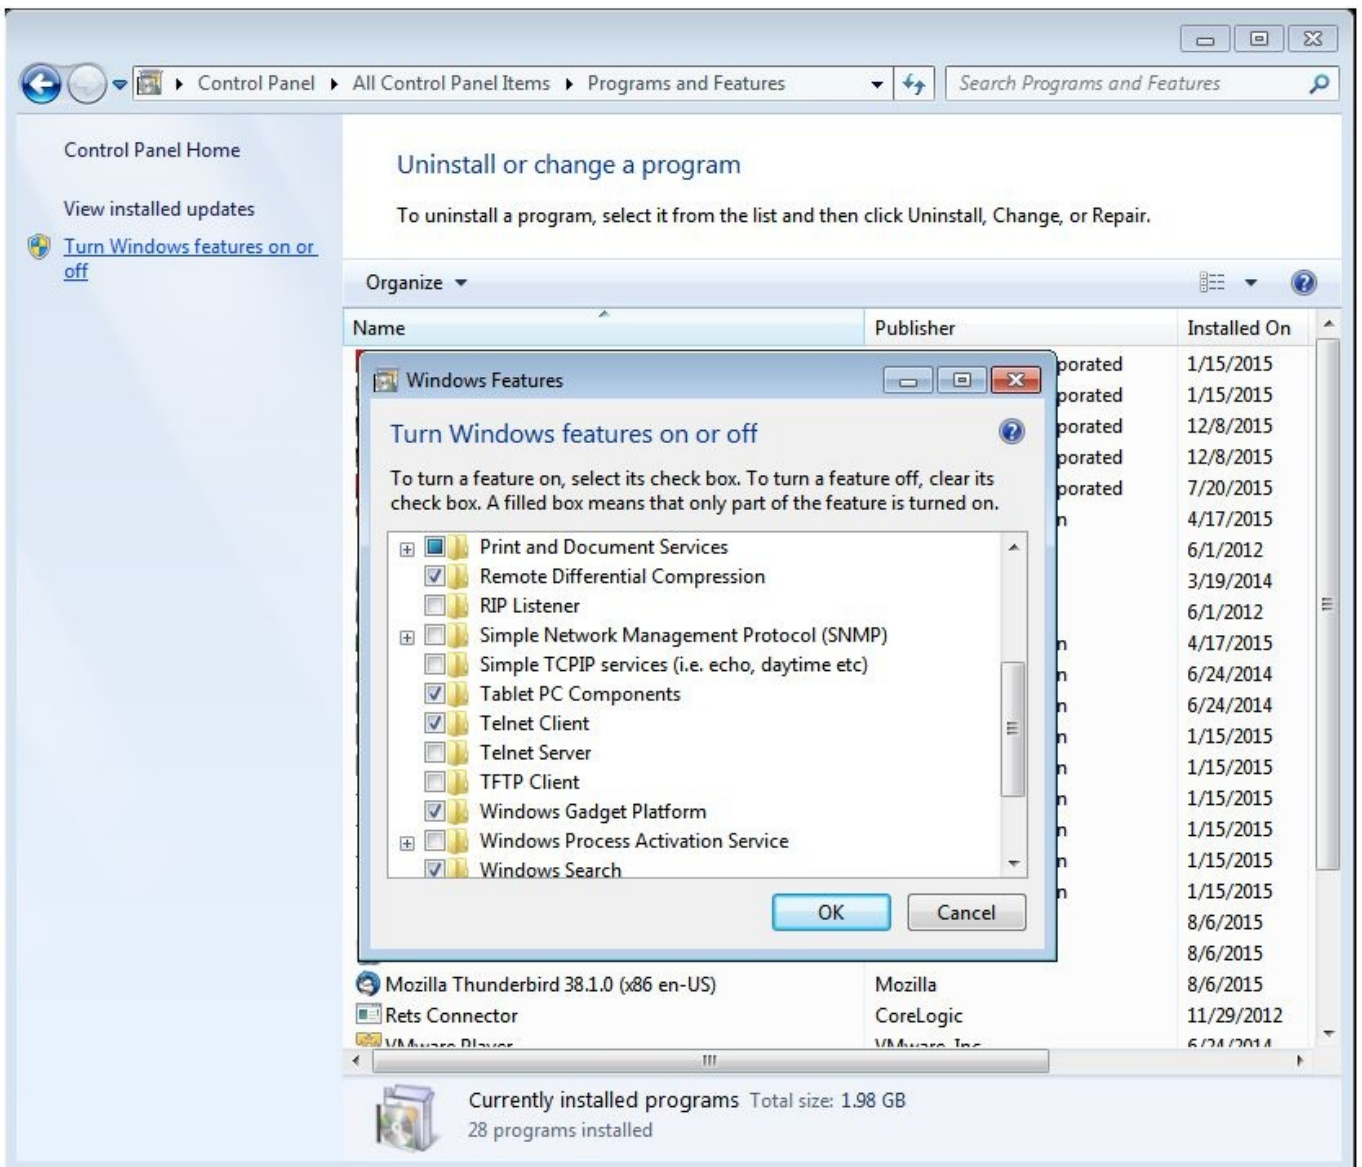 Control Panel ▸ All Control Panel Items ▸ Programs and Features
Search Programs and Features
Control Panel Home
View installed updates
Turn Windows features on or
off
Uninstall or change a program
To uninstall a program, select it from the list and then click Uninstall, Change, or Repair.
Organize
Name Publisher Installed On
porated 1/15/2015
porated 1/15/2015
porated 12/8/2015
porated 12/8/2015
porated 7/20/2015
n 4/17/2015
6/1/2012
3/19/2014
6/1/2012
n 4/17/2015
n 6/24/2014
n 6/24/2014
n 1/15/2015
n 1/15/2015
n 1/15/2015
n 1/15/2015
n 1/15/2015
n 1/15/2015
8/6/2015
8/6/2015
Windows Features
Turn Windows features on or off
To turn a feature on, select its check box. To turn a feature off, clear its
check box. A filled box means that only part of the feature is turned on.
Print and Document Services
Remote Differential Compression
RIP Listener
Simple Network Management Protocol (SNMP)
Simple TCPIP services (i.e. echo, daytime etc)
Tablet PC Components
Telnet Client
Telnet Server
TFTP Client
Windows Gadget Platform
Windows Process Activation Service
Windows Search
OK Cancel
Mozilla Thunderbird 38.1.0 (x86 en-US) Mozilla 8/6/2015
Rets Connector CoreLogic 11/29/2012
VMware Player VMware, Inc 6/24/2014
Currently installed programs Total size: 1.98 GB
28 programs installed